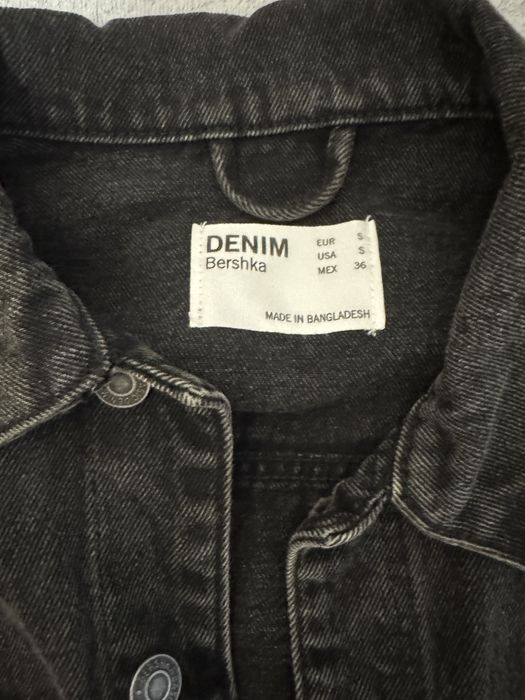 DENIM
Bershka
EUR S
USA S
MEX 36
MADE IN BANGLADESH